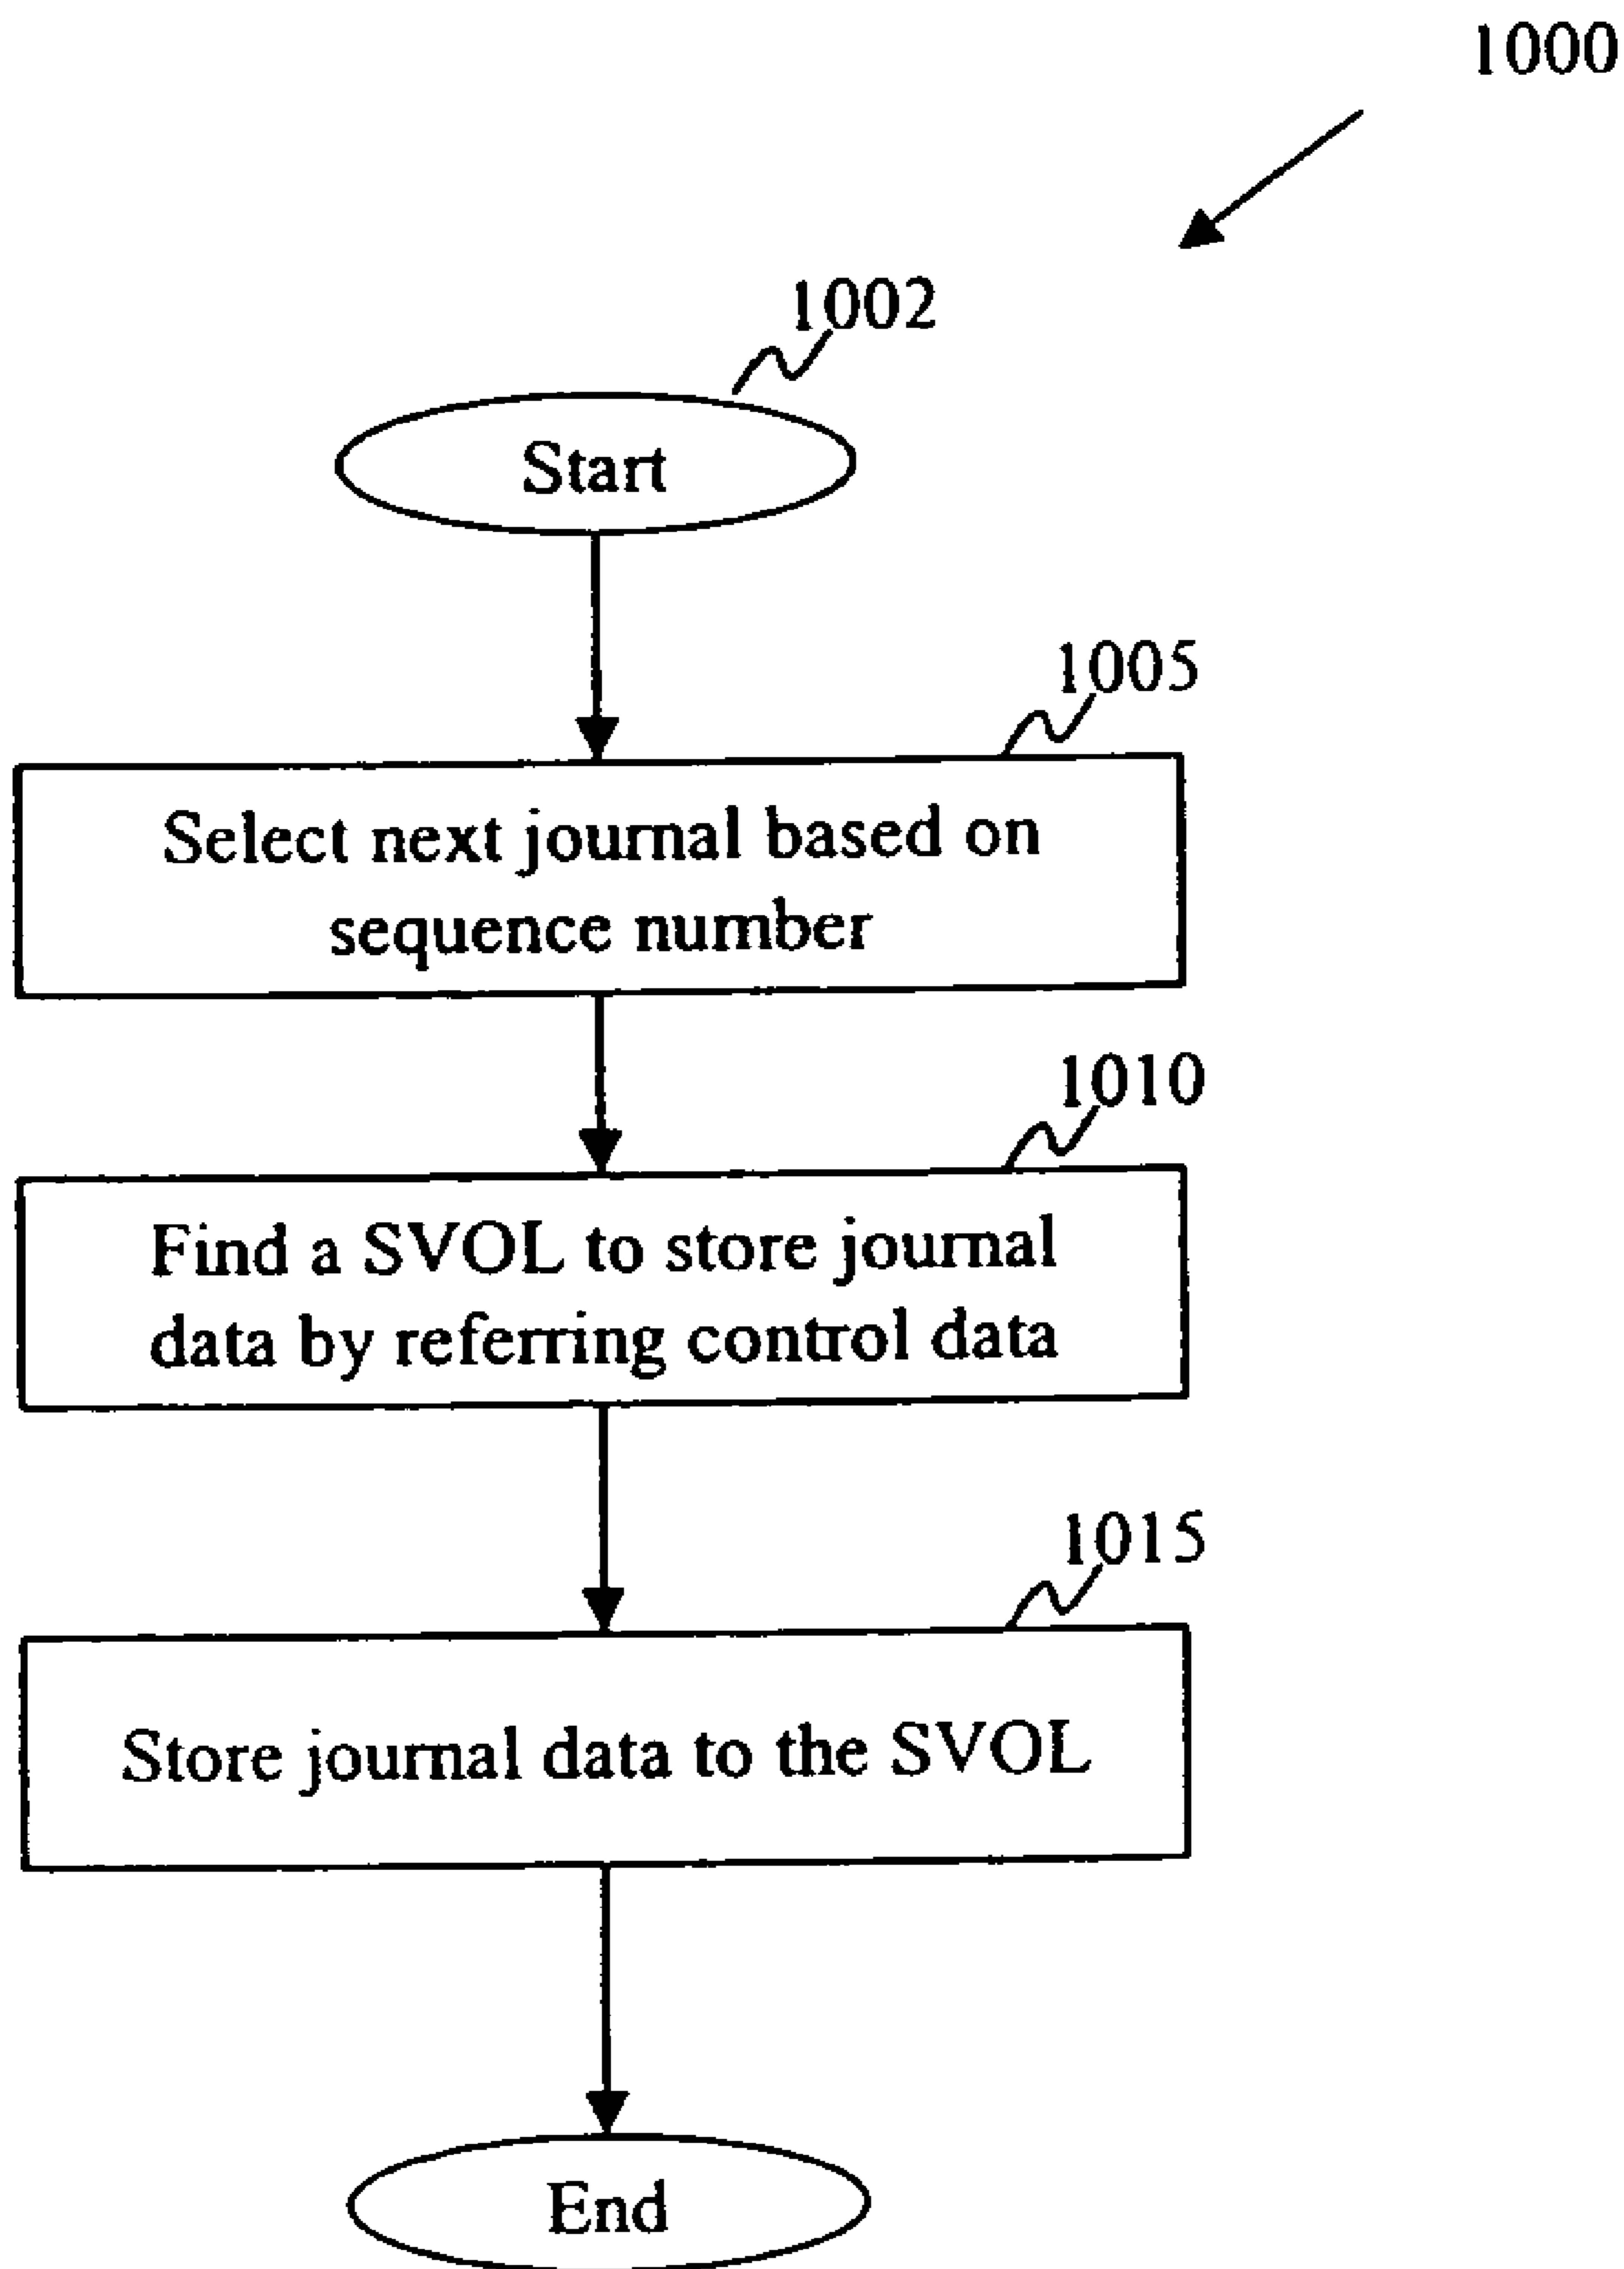 1000
1002
Start
1005
Select next journal based on
sequence number
1010
Find a SVOL to store journal
data by referring control data
1015
Store journal data to the SVOL
End